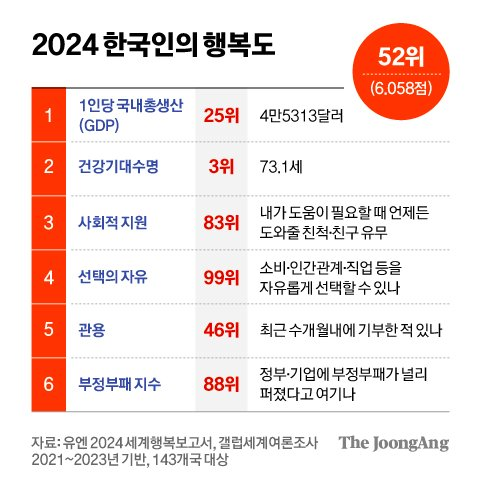 2024 한국인의 행복도
52위
(6.058점)
1 1인당 국내총생산 25위 4만5313달러
(GDP)
2 건강기대수명 3위 73.1세
3 사회적 지원 83위 내가 도움이 필요할 때 언제든
도와줄 친척·친구 유무
4 선택의 자유 99위 소비·인간관계·직업 등을
자유롭게 선택할 수 있나
5 관용 46위 최근 수개월내에 기부한 적 있나
6 부정부패 지수 88위 정부·기업에 부정부패가 널리
퍼졌다고 여기나
자료: 유엔 2024 세계행복보고서, 갤럽세계여론조사
2021~2023년 기반, 143개국 대상
The JoongAng